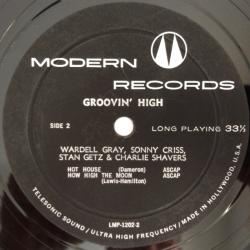 MODERN
RECORDS
GROOVIN' HIGH
SIDE 2
LONG PLAYING 33⅓
WARDELL GRAY, SONNY CRISS,
STAN GETZ & CHARLIE SHAVERS
HOT HOUSE (Dameron) ASCAP
HOW HIGH THE MOON ASCAP
(Lewis-Hamilton)
LMP-1202-2
TELESONIC SOUND / ULTRA HIGH FREQUENCY / MADE IN HOLLYWOOD, U.S.A.